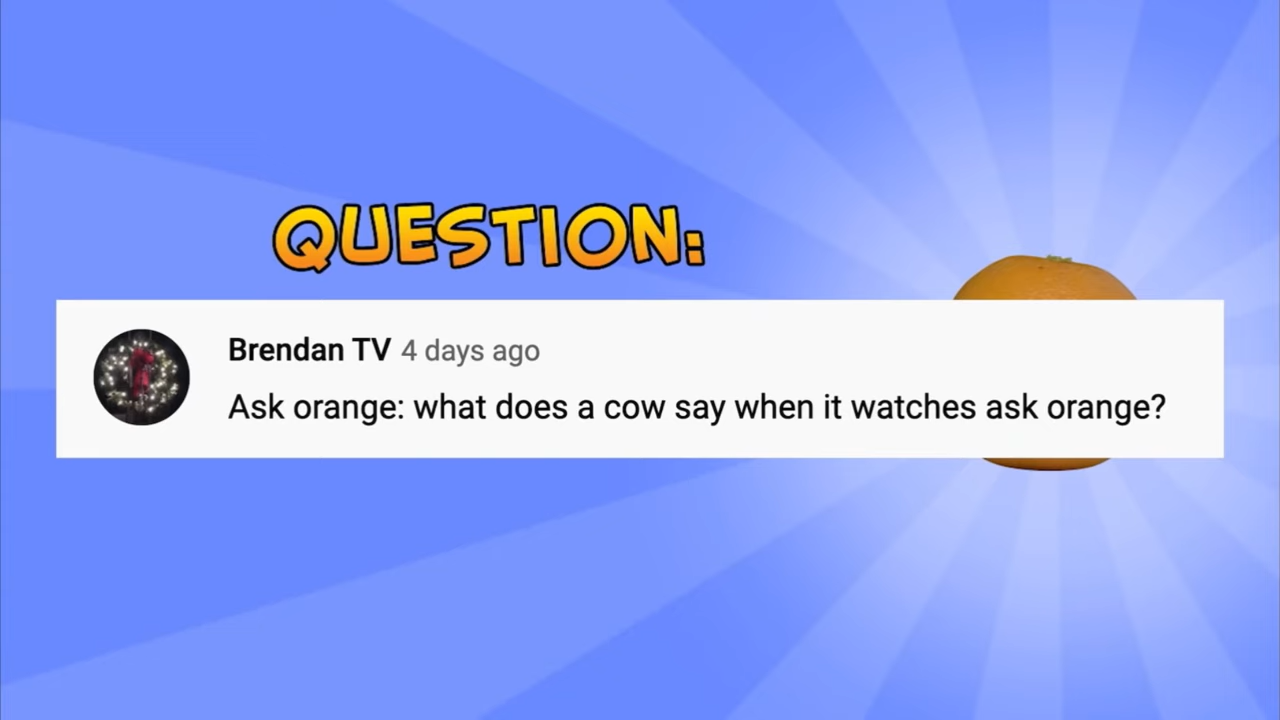 QUESTION:
Brendan TV 4 days ago
Ask orange: what does a cow say when it watches ask orange?